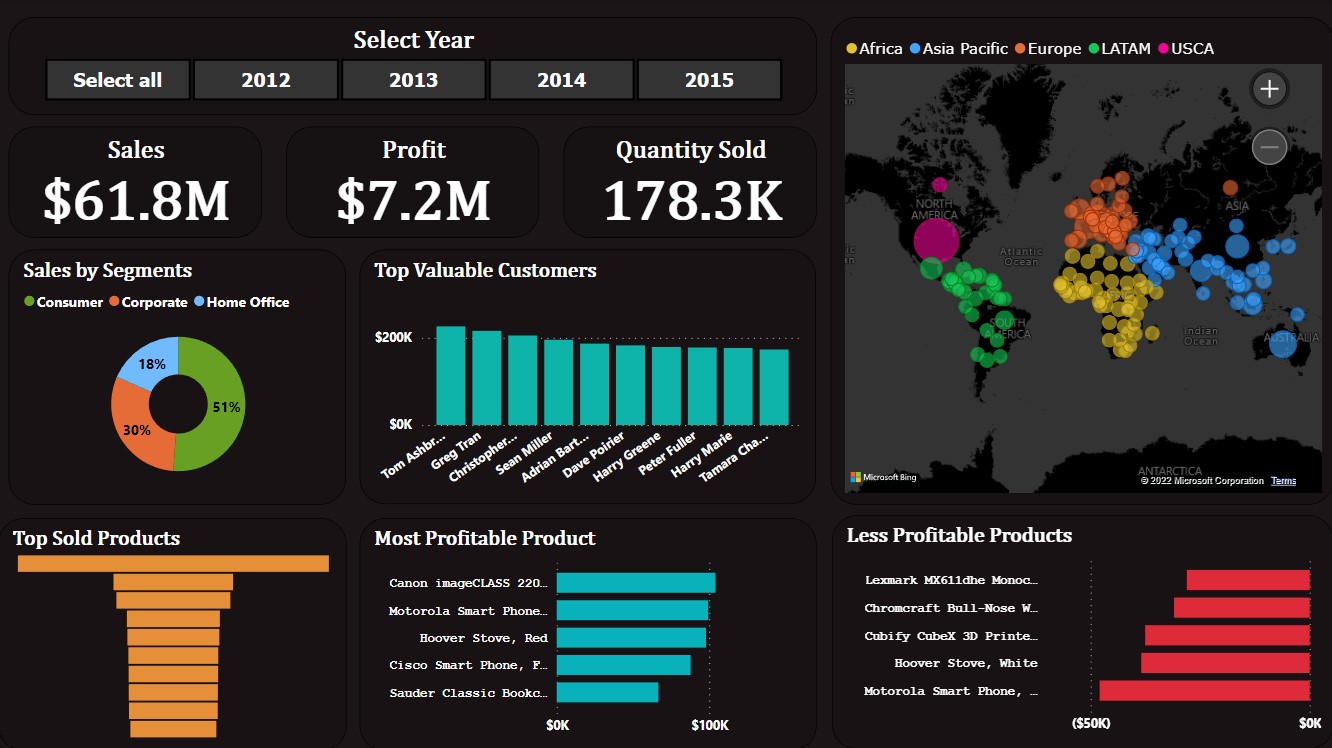 Select Year
Select all 2012 2013 2014 2015
Sales
$61.8M
Profit
$7.2M
Quantity Sold
178.3K
Sales by Segments
Consumer Corporate Home Office
18%
51%
30%
Top Valuable Customers
$200K
$0K
Tom Ashbr...
Greg Tran
Christopher...
Sean Miller
Adrian Bart...
Dave Poirier
Harry Greene
Peter Fuller
Harry Marie
Tamara Cha...
Africa Asia Pacific Europe LATAM USCA
NORTH
AMERICA
ASIA
Atlantic
Ocean
SOUTH
AMERICA
Indian
Ocean
AUSTRALIA
ANTARCTICA
Microsoft Bing
© 2022 Microsoft Corporation Terms
Top Sold Products
Most Profitable Product
Canon imageCLASS 220...
Motorola Smart Phone...
Hoover Stove, Red
Cisco Smart Phone, F...
Sauder Classic Bookc...
$0K $100K
Less Profitable Products
Lexmark MX611dhe Monoc...
Chromcraft Bull-Nose W...
Cubify CubeX 3D Printe...
Hoover Stove, White
Motorola Smart Phone, ...
($50K) $0K